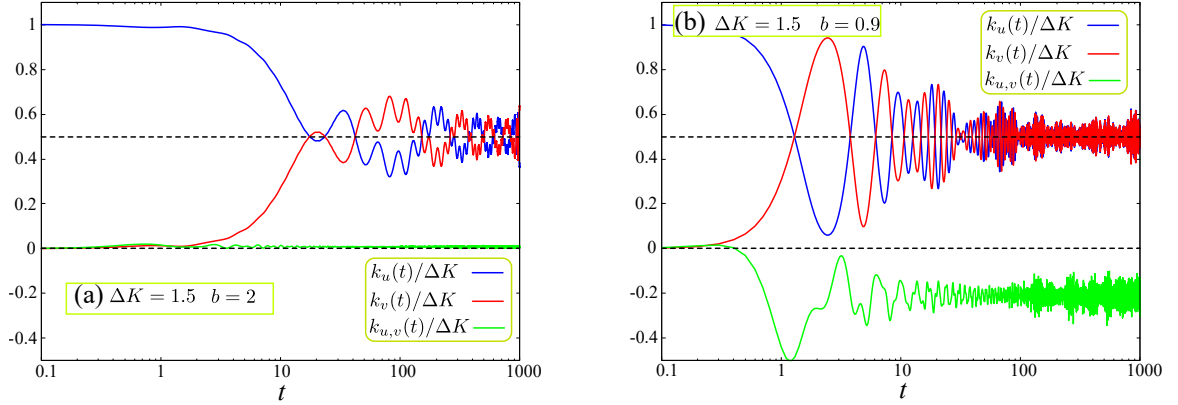 1
0.8
0.6
0.4
0.2
0
-0.2
-0.4
0.1
1
10
100
1000
t
(a) ΔK = 1.5 b = 2
k_u(t)/ΔK
k_v(t)/ΔK
k_{u,v}(t)/ΔK
1
0.8
0.6
0.4
0.2
0
-0.2
-0.4
0.1
1
10
100
1000
t
(b) ΔK = 1.5 b = 0.9
k_u(t)/ΔK
k_v(t)/ΔK
k_{u,v}(t)/ΔK